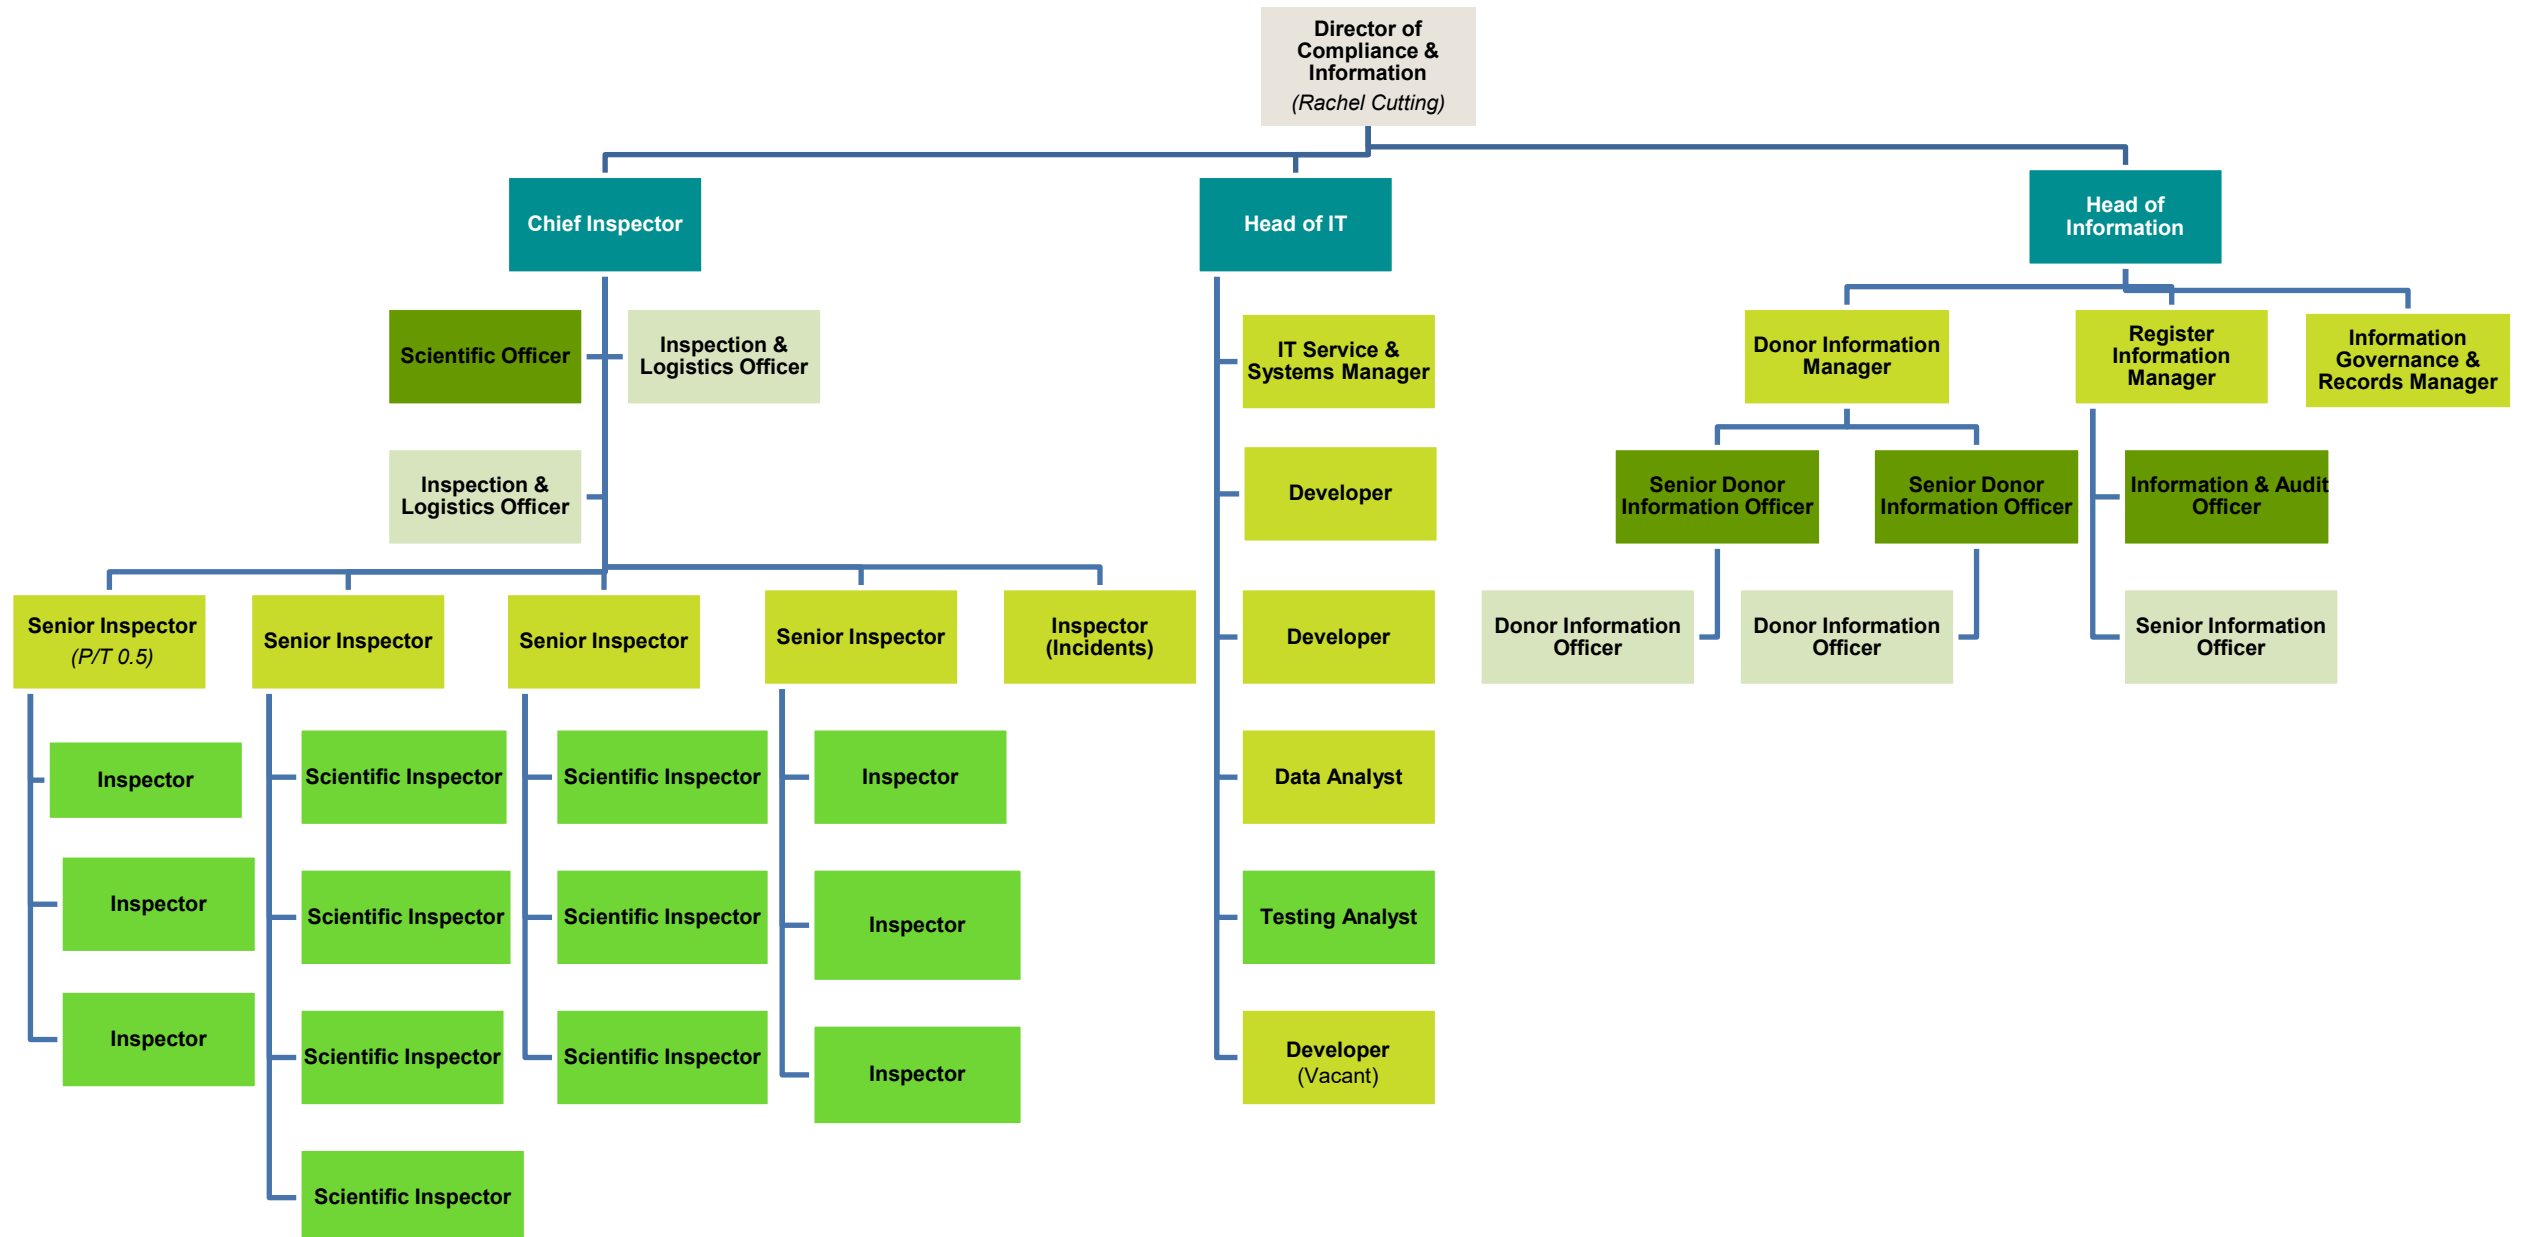 Director of
Compliance &
Information
(Rachel Cutting)
Chief Inspector
Head of IT
Head of
Information
Scientific Officer
Inspection &
Logistics Officer
Inspection &
Logistics Officer
Senior Inspector
(P/T 0.5)
Senior Inspector
Senior Inspector
Senior Inspector
Inspector
(Incidents)
Inspector
Inspector
Inspector
Scientific Inspector
Scientific Inspector
Scientific Inspector
Scientific Inspector
Scientific Inspector
Scientific Inspector
Scientific Inspector
Inspector
Inspector
Inspector
IT Service &
Systems Manager
Developer
Developer
Data Analyst
Testing Analyst
Developer
(Vacant)
Donor Information
Manager
Register
Information
Manager
Information
Governance &
Records Manager
Senior Donor
Information Officer
Senior Donor
Information Officer
Information & Audit
Officer
Donor Information
Officer
Donor Information
Officer
Senior Information
Officer